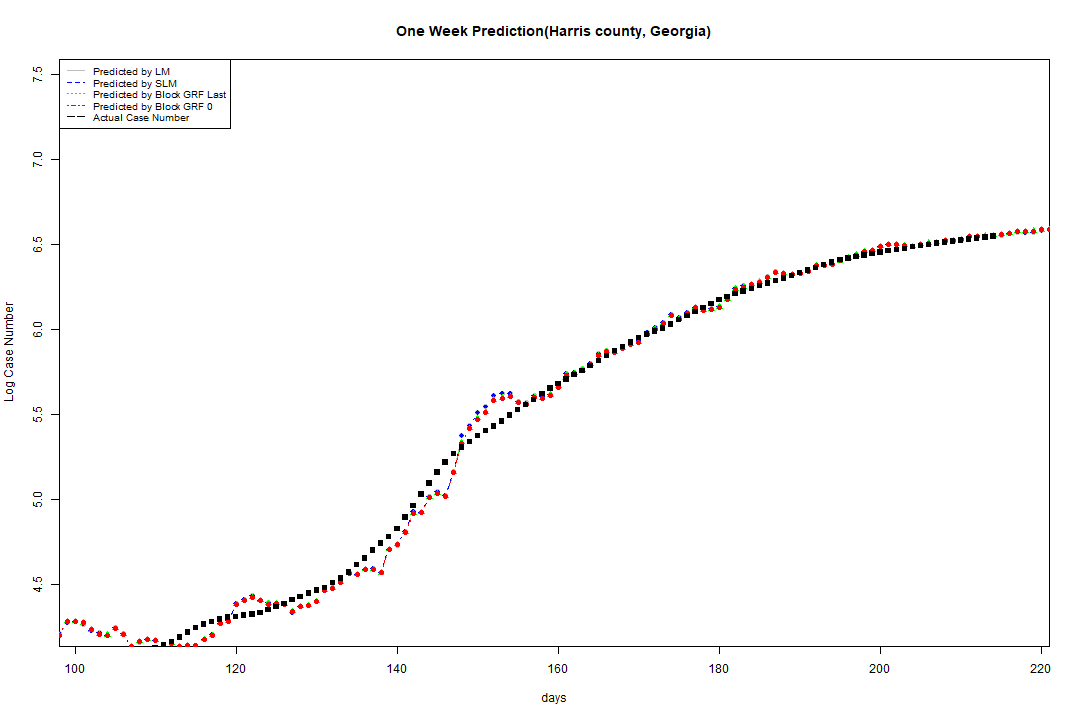 One Week Prediction(Harris county, Georgia)
Predicted by LM
Predicted by SLM
Predicted by Block GRF Last
Predicted by Block GRF 0
Actual Case Number
7.5
7.0
6.5
6.0
5.5
5.0
4.5
Log Case Number
100 120 140 160 180 200 220
days